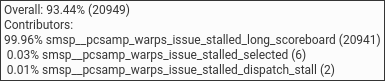 Overall: 93.44% (20949)
Contributors:
99.96% smsp__pcsamp_warps_issue_stalled_long_scoreboard (20941)
0.03% smsp__pcsamp_warps_issue_stalled_selected (6)
0.01% smsp__pcsamp_warps_issue_stalled_dispatch_stall (2)